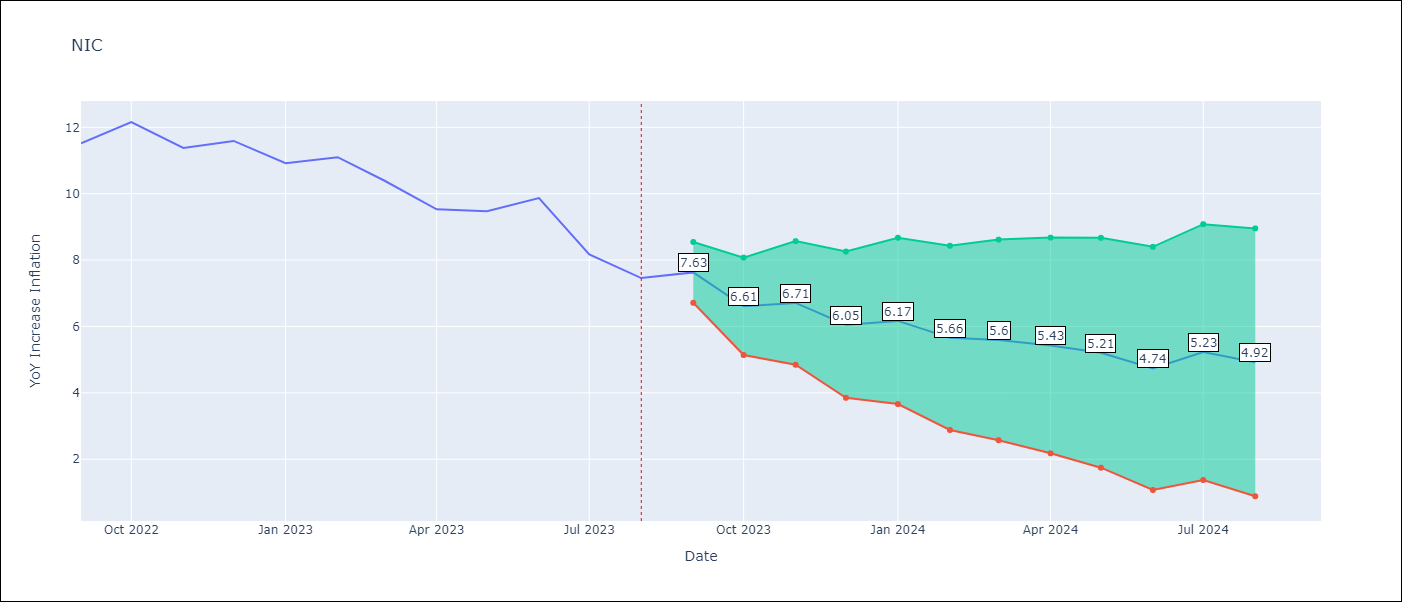 NIC
YoY Increase Inflation
12
10
8
6
4
2
7.63
6.61
6.71
6.05
6.17
5.66
5.6
5.43
5.21
4.74
5.23
4.92
Oct 2022
Jan 2023
Apr 2023
Jul 2023
Oct 2023
Jan 2024
Apr 2024
Jul 2024
Date